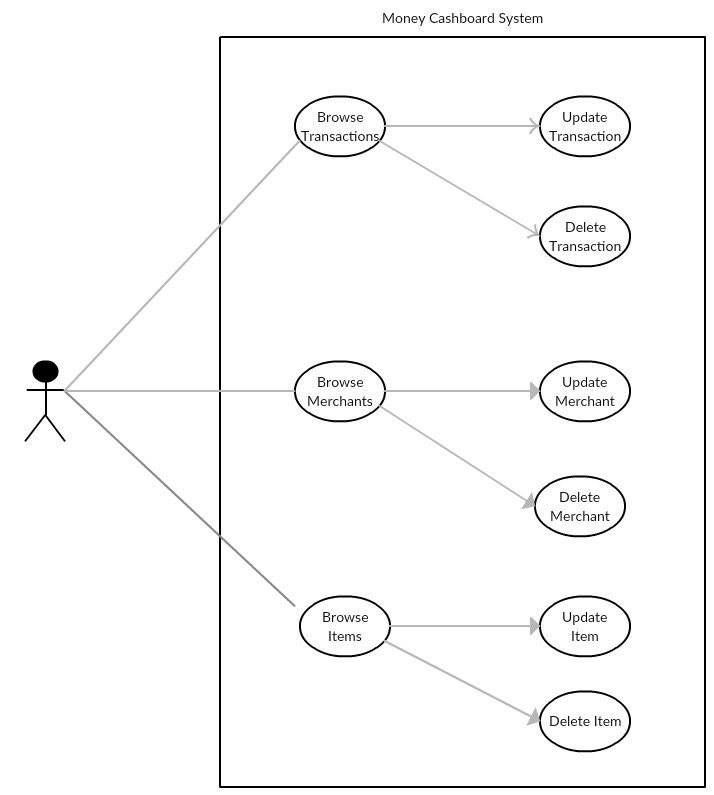 Money Cashboard System
Browse
Transactions
Update
Transaction
Delete
Transaction
Browse
Merchants
Update
Merchant
Delete
Merchant
Browse
Items
Update
Item
Delete Item